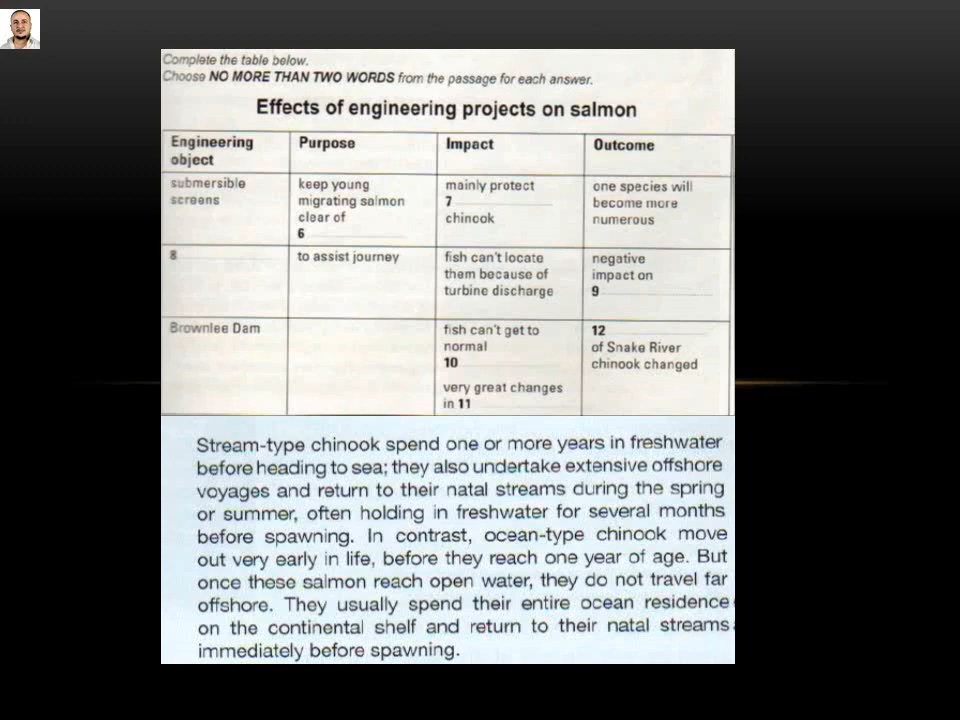 Complete the table below.
Choose NO MORE THAN TWO WORDS from the passage for each answer.
Effects of engineering projects on salmon
Engineering object
Purpose
Impact
Outcome
submersible screens
keep young
migrating salmon
clear of
6
mainly protect
7
chinook
one species will
become more
numerous
8
to assist journey
fish can't locate
them because of
turbine discharge
negative
impact on
9
Brownlee Dam
fish can't get to
normal
10
very great changes
in 11
12
of Snake River
chinook changed
Stream-type chinook spend one or more years in freshwater
before heading to sea; they also undertake extensive offshore
voyages and return to their natal streams during the spring
or summer, often holding in freshwater for several months
before spawning. In contrast, ocean-type chinook move
out very early in life, before they reach one year of age. But
once these salmon reach open water, they do not travel far
offshore. They usually spend their entire ocean residence
on the continental shelf and return to their natal streams
immediately before spawning.